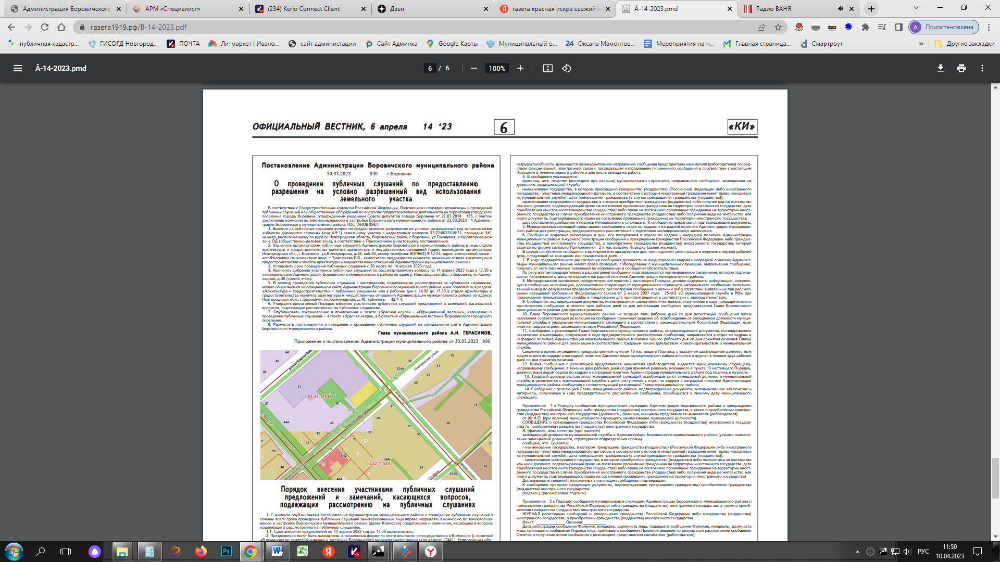 Администрация Боровичского
АРМ «Специалист»
(234) Kerio Connect Client
Дзен
газета красная искра свежий н
Â-14-2023.pmd
Радио ВАНЯ
газета1919.рф/В-14-2023.pdf
Приостановлена
публичная кадастр...
ГИСОГД Новгород...
ПОЧТА
Литмаркет | Ивано...
сайт администации
Сайт Админка
Google Карты
Муниципальный о...
24 Оксана Мамонтов...
Мероприятия на н...
Главная страница...
Смартроут
Другие закладки
Â-14-2023.pmd
6 / 6
100%
ОФИЦИАЛЬНЫЙ ВЕСТНИК, 6 апреля 14 ‘23
6
«КИ»
Постановление Администрации Боровичского муниципального района
30.03.2023 930 г.Боровичи
О проведении публичных слушаний по предоставлению
разрешения на условно разрешенный вид использования
земельного участка
В соответствии с Градостроительным кодексом Российской Федерации, Положением о порядке организации и проведения
публичных слушаний или общественных обсуждений по вопросам градостроительной деятельности на территории городского
поселения города Боровичи, утвержденным решением Совета депутатов города Боровичи от 27.03.2018 176, с учетом
заключения комиссии по землепользованию и застройке Боровичского муниципального района от 22.03.2023 4 Админис-
трация Боровичского муниципального района ПОСТАНОВЛЯЕТ:
1. Вынести на публичные слушания вопрос по предоставлению разрешения на условно разрешенный вид использования
«объекты дорожного сервиса» (код 4.9.1) земельному участку с кадастровым номером 53:22:0011516:71, площадью 541
кв.метр, расположенному по адресу: Новгородская область, Боровичский район, г.Боровичи, ул.Гончарная, в территориальной
зоне ОД (общественно-деловая зона), в соответствии с Приложением к настоящему постановлению.
2. Назначить организатором публичных слушаний Администрацию Боровичского муниципального района в лице отдела
архитектуры и градостроительства комитета архитектуры и имущественных отношений (адрес нахождения организатора:
Новгородская обл., г.Боровичи, ул.Коммунарная, д.48, каб.44; номер телефона: 8(81664) 9-12-24; адрес электронной почты -
arch@boradmin.ru; контактное лицо – Тимофеева Е.В., заместитель председателя комитета, начальник отдела архитектуры и
градостроительства комитета архитектуры и имущественных отношений Администрации муниципального района).
3. Установить срок проведения публичных слушаний с 30 марта по 14 апреля 2023 года.
4. Назначить собрание участников публичных слушаний по рассматриваемому вопросу на 14 апреля 2023 года в 17.30 в
конференц-зале Администрации Боровичского муниципального района по адресу: Новгородская обл., г.Боровичи, ул.Комму-
нарная, д.48 (третий этаж).
5. В период проведения публичных слушаний с материалами, подлежащими рассмотрению на публичных слушаниях,
можно ознакомиться на официальном сайте Администрации Боровичского муниципального района www.boradmin.ru в разделе
«Архитектура и градостроительство – публичные слушания» или в рабочие дни с 14.00 до 17.30 в отделе архитектуры и
градостроительства комитета архитектуры и имущественных отношений Администрации муниципального района по адресу:
Новгородская обл., г.Боровичи, ул.Коммунарная, д.48, кабинеты 42,4 4.
6. Утвердить прилагаемый Порядок внесения участниками публичных слушаний предложений и замечаний, касающихся
вопросов, подлежащих рассмотрению на публичных слушаниях.
7. Опубликовать постановление в приложении к газете «Красная искра» - «Официальный вестник», извещение о
проведении публичных слушаний – в газете «Красная искра», в бюллетене «Официальный вестник» Боровичского городского
поселения.
8. Разместить постановление и извещение о проведении публичных слушаний на официальном сайте Администрации
Боровичского муниципального района.
Глава муниципального района А.Н. ГЕРАСИМОВ.
Приложение к постановлению Администрации муниципального района от 30.03.2023 930
53:22:11516
53:22:11523
Порядок внесения участниками публичных слушаний
предложений и замечаний, касающихся вопросов,
подлежащих рассмотрению на публичных слушаниях
1. С момента опубликования постановления Администрации муниципального района о проведении публичных слушаний в
течение всего срока проведения публичных слушаний заинтересованные лица вправе направлять в комиссию по землепользо-
ванию и застройке Боровичского муниципального района (далее Комиссия) предложения и замечания, касающиеся вопроса,
подлежащего рассмотрению на публичных слушаниях.
1.1. Срок внесения предложений по 14 апреля 2023 год до 17.00 включительно.
2. Предложения могут быть направлены: в письменной форме по почте или лично непосредственно в Комиссию (с пометкой
«В комиссию по землепользованию и застройке Боровичского муниципального района») по адресу: 174411, Новгородская обл.,
нетрудоспособности, допускается незамедлительное направление сообщения представителю нанимателя (работодателю) посред-
ством факсимильной, электронной связи с последующим направлением письменного сообщения в соответствии с настоящим
Порядком в течение первого рабочего дня после выхода на работу.
4. В сообщении указываются:
фамилия, имя, отчество (последнее при наличии) муниципального служащего, направившего сообщение, замещаемая им
должность муниципальной службы;
наименование государства, в котором прекращено гражданство (подданство) (Российской Федерации либо иностранного
государства - участника международного договора, в соответствии с которым иностранный гражданин имеет право находиться
на муниципальной службе); дата прекращения гражданства (в случае прекращения гражданства (подданства));
наименование иностранного государства, в котором приобретено гражданство (подданство) либо получен вид на жительство
или иной документ, подтверждающий право на постоянное проживание гражданина на территории иностранного государства; дата
приобретения гражданства (подданства) либо права на постоянное проживание гражданина на территории иност-
ранного государства (в случае приобретения иностранного гражданства (подданства) либо получения вида на жительство или
иного документа, подтверждающего право на постоянное проживание гражданина на территории иностранного государства);
дата составления сообщения и подпись муниципального служащего. К сообщению прилагаются подтверждающие документы.
5. Муниципальный служащий представляет сообщение в отдел по кадрам и наградной политике Администрации муниципаль-
ного района для регистрации, предварительного рассмотрения и подготовки мотивированного заключения.
6. Сообщение подлежит регистрации в день его поступления в отделе по кадрам и наградной политике Администрации
муниципального района в журнале регистрации сообщений о прекращении гражданства Российской Федерации либо граждан-
ства (подданства) иностранного государства, о приобретении гражданства (подданства) иностранного государства, который
ведется по форме согласно Приложению 2 к настоящему Порядку (далее журнал).
В случае поступления сообщения в выходные или праздничные дни, оно подлежит регистрации в журнале в первый рабочий
день, следующий за выходным или праздничным днем.
7. В ходе предварительного рассмотрения сообщения должностные лица отдела по кадрам и наградной политике Админист-
рации муниципального района имеют право проводить собеседование с муниципальным служащим, направившим сообщение,
получать от него письменные пояснения по изложенным в сообщении обстоятельствам.
По результатам предварительного рассмотрения сообщения подготавливается мотивированное заключение, которое подписы-
вается начальником отдела по кадрам и наградной политике Администрации муниципального района.
8. Мотивированное заключение, предусмотренное пунктом 7 настоящего Порядка, должно содержать: информацию, изложен-
ную в сообщении; информацию, дополнительно полученную от муниципального служащего, направившего сообщение; мотивиро-
ванный вывод по результатам предварительного рассмотрения сообщения о наличии либо отсутствии выявленных при рассмот-
рении нарушений требований Федерального закона от 2 марта 2007 года 25-ФЗ «О муниципальной службе в РФ» при
прохождении муниципальной службы и предложение для принятия решения в соответствии с законодательством.
9. Сообщение, подтверждающие документы, мотивированное заключение и материалы, полученные в ходе предварительного
рассмотрения сообщения, в течение трех рабочих дней со дня регистрации сообщения представляются Главе Боровичского
муниципального района для принятия решения.
10. Глава Боровичского муниципального района не позднее пяти рабочих дней со дня регистрации сообщения путем
наложения соответствующей резолюции на сообщении принимает решение об освобождении от замещаемой должности муници-
пальной службы и увольнении муниципального служащего в соответствии с законодательством Российской Федерации, если
иное не предусмотрено законодательством Российской Федерации.
11. Сообщение с резолюцией Главы Боровичского муниципального района, подтверждающие документы, мотивированное
заключение и материалы, полученные в ходе предварительного рассмотрения сообщения, направляются в отдел по кадрам и
наградной политике Администрации муниципального района в течение одного рабочего дня со дня принятия решения Главой
муниципального района для реализации в соответствии с трудовым законодательством и законодательством о муниципальной
службе.
Сведения о принятом решении, предусмотренном пунктом 10 настоящего Порядка, с указанием даты решения должностным
лицом отдела по кадрам и наградной политике Администрации муниципального района вносятся в журнал в течение двух рабочих
дней со дня принятия решения.
12. Копия сообщения с резолюцией представителя нанимателя (работодателя) выдается муниципальному служащему,
направившему сообщение, в течение двух рабочих дней со дня принятия решения, указанного в пункте 10 настоящего Порядка,
должностным лицом отдела по кадрам и наградной политике Администрации муниципального района под подпись в журнале.
13. Трудовой договор расторгается, муниципальный служащий освобождается от замещаемой должности муниципальной
службы и увольняется с муниципальной службы в день поступления в отдел по кадрам и наградной политике Администрации
муниципального района сообщения с соответствующей резолюцией Главы муниципального района.
14. Сообщение с резолюцией Главы муниципального района, подтверждающие документы, мотивированное заключение и
материалы, полученные в ходе предварительного рассмотрения сообщения, приобщаются к личному делу муниципального
служащего.
Приложение 1 к Порядку сообщения муниципальным служащим Администрации Боровичского района о прекращении
гражданства Российской Федерации либо гражданства (подданства) иностранного государства, а также о приобретении граждан-
ства (подданства) иностранного государства (должность, фамилия, инициалы представителя нанимателя (работодателя)
от (Ф.И.О. (при наличии) муниципального служащего, наименование замещаемой должности)
СООБЩЕНИЕ о прекращении гражданства Российской Федерации либо гражданства (подданства) иностранного государ-
ства/о приобретении гражданства (подданства) иностранного государства
Я, (фамилия, имя, отчество (при наличии)
замещающий должность муниципальной службы в Администрации Боровичского муниципального района (указать наимено-
вание замещаемой должности, структурного подразделения органа)
сообщаю, что (указать):
- наименование государства, в котором прекращено гражданство (подданство) (Российской Федерации либо иностранного
государства - участника международного договора, в соответствии с которым иностранный гражданин имеет право находиться
на муниципальной службе); дата прекращения гражданства (в случае прекращения гражданства (подданства));
- наименование иностранного государства, в котором приобретено гражданство (подданство) либо получен вид на жительство
или иной документ, подтверждающий право на постоянное проживание гражданина на территории иностранного государства; дата
приобретения гражданства (подданства) либо права на постоянное проживание гражданина на территории иност-
ранного государства (в случае приобретения иностранного гражданства (подданства) либо получения вида на жительство или
иного документа, подтверждающего право на постоянное проживание гражданина на территории иностранного государства)
Достоверность сведений, изложенных в настоящем сообщении, подтверждаю.
К сообщению прилагаю следующие документы, подтверждающие прекращение гражданства/приобретение гражданства
(подданства) иностранного государства:
(подпись) (расшифровка подписи)
Приложение 2 к Порядку сообщения муниципальным служащим Администрации Боровичского муниципального района о
прекращении гражданства Российской Федерации либо гражданства (подданства) иностранного государства, а также о приоб-
ретении гражданства (подданства) иностранного государства
ЖУРНАЛ регистрации сообщений о прекращении гражданства Российской Федерации либо гражданства (подданства)
иностранного государства, о приобретении гражданства (подданства) иностранного государства
Начат: ____________ Окончен:__________
Дата регистрации сообщения Фамилия, инициалы, должность лица, подавшего сообщение Фамилия, инициалы, должность
лица, принявшего сообщение Подпись лица, принявшего сообщение Принятое решение по результатам рассмотрения сообщения
Отметка о получении копии сообщения с резолюцией представителя нанимателя (работодателя).
РУС
11:50
10.04.2023